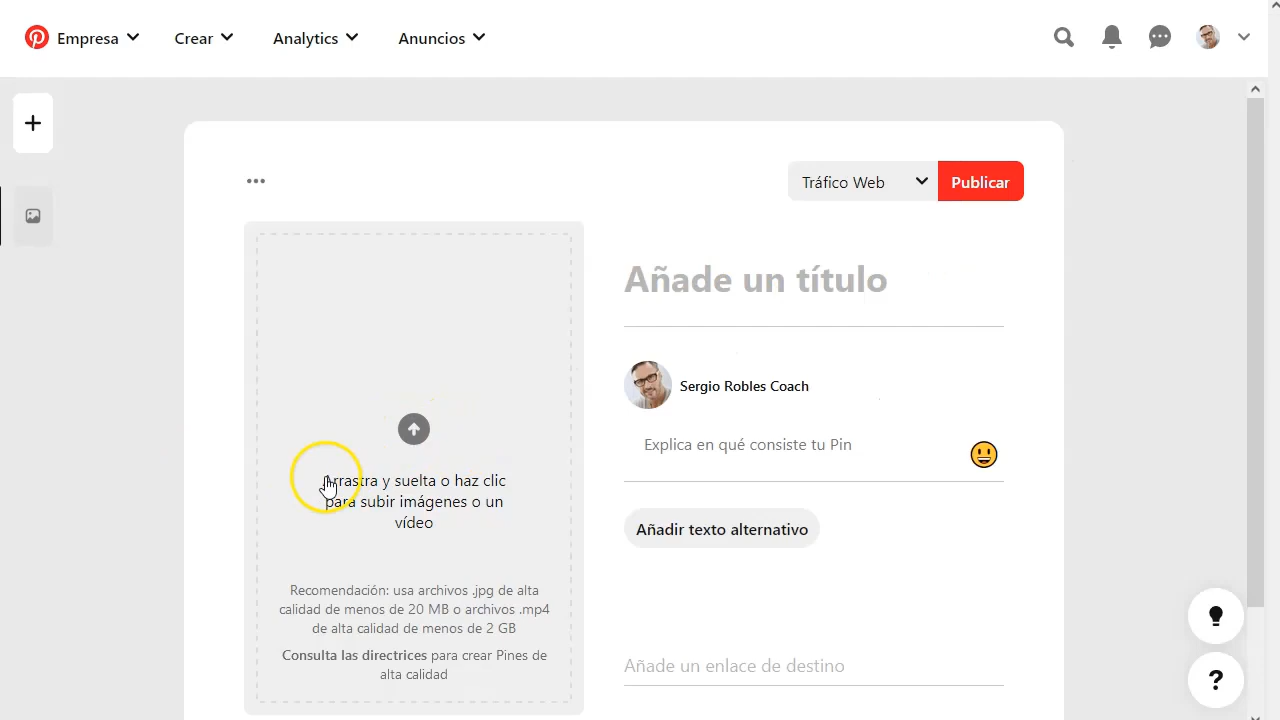 Empresa
Crear
Analytics
Anuncios
Tráfico Web
Publicar
Añade un título
Sergio Robles Coach
Explica en qué consiste tu Pin
Arrastra y suelta o haz clic
para subir imágenes o un
vídeo
Añadir texto alternativo
Recomendación: usa archivos .jpg de alta
calidad de menos de 20 MB o archivos .mp4
de alta calidad de menos de 2 GB
Consulta las directrices para crear Pines de
alta calidad
Añade un enlace de destino